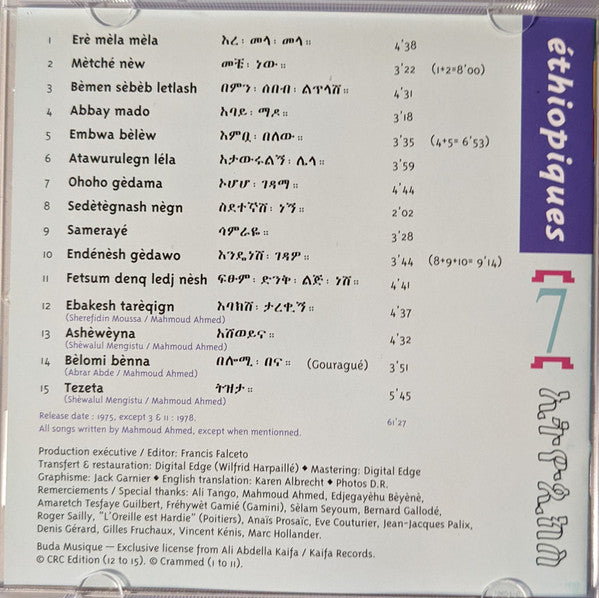 1 Erè mèla mèla እረ፡ መላ፡ መላ። 4'38
2 Mètché nèw መቼ፡ ነው። 3'22 (1+2=8'00)
3 Bèmen sèbèb letlash በምን፡ ሰበብ፡ ልጥላሽ። 4'31
4 Abbay mado አባይ፡ ማዶ። 3'18
5 Embwa bèlèw እምቧ፡ በለው። 3'35 (4+5= 6'53)
6 Atawurulegn léla አታውሩልኝ፡ ሌላ። 3'59
7 Ohoho gèdama ኦሆሆ፡ ገዳማ። 4'44
8 Sedètègnash nègn ስደተኛሽ፡ ነኝ። 2'02
9 Samerayé ሳምራዬ። 3'28
10 Endénèsh gèdawo እንዴነሽ፡ ገዳዎ። 3'44 (8+9+10= 9'14)
11 Fetsum denq ledj nèsh ፍፁም፡ ድንቅ፡ ልጅ፡ ነሽ። 4'41
12 Ebakesh tarèqign እባክሽ፡ ታረቂኝ። 4'37
(Sherefidin Moussa / Mahmoud Ahmed)
13 Ashèwèyna አሸወይና። 4'32
(Shèwalul Mengistu / Mahmoud Ahmed)
14 Bèlomi bènna በሎሚ፡ በና። (Gouragué) 3'51
(Abrar Abde / Mahmoud Ahmed)
15 Tezeta ትዝታ። 5'45
(Shèwalul Mengistu / Mahmoud Ahmed)
Release date : 1975, except 3 & 11 : 1978. 61'27
All songs written by Mahmoud Ahmed, except when mentionned.
Production exécutive / Editor: Francis Falceto
Transfert & restauration: Digital Edge (Wilfrid Harpaillé) ◆ Mastering: Digital Edge
Graphisme: Jack Garnier ◆ English translation: Karen Albrecht ◆ Photos D.R.
Remerciements / Special thanks: Ali Tango, Mahmoud Ahmed, Edjegayèhu Bèyènè,
Amaretch Tesfaye Guilbert, Fréhywèt Gamié (Gamini), Sèlam Seyoum, Bernard Gallodé,
Roger Sailly, "L'Oreille est Hardie" (Poitiers), Anaïs Prosaïc, Eve Couturier, Jean-Jacques Palix,
Denis Gérard, Gilles Fruchaux, Vincent Kénis, Marc Hollander.
Buda Musique — Exclusive license from Ali Abdella Kaifa / Kaifa Records.
© CRC Edition (12 to 15). © Crammed (1 to 11).
éthiopiques
7